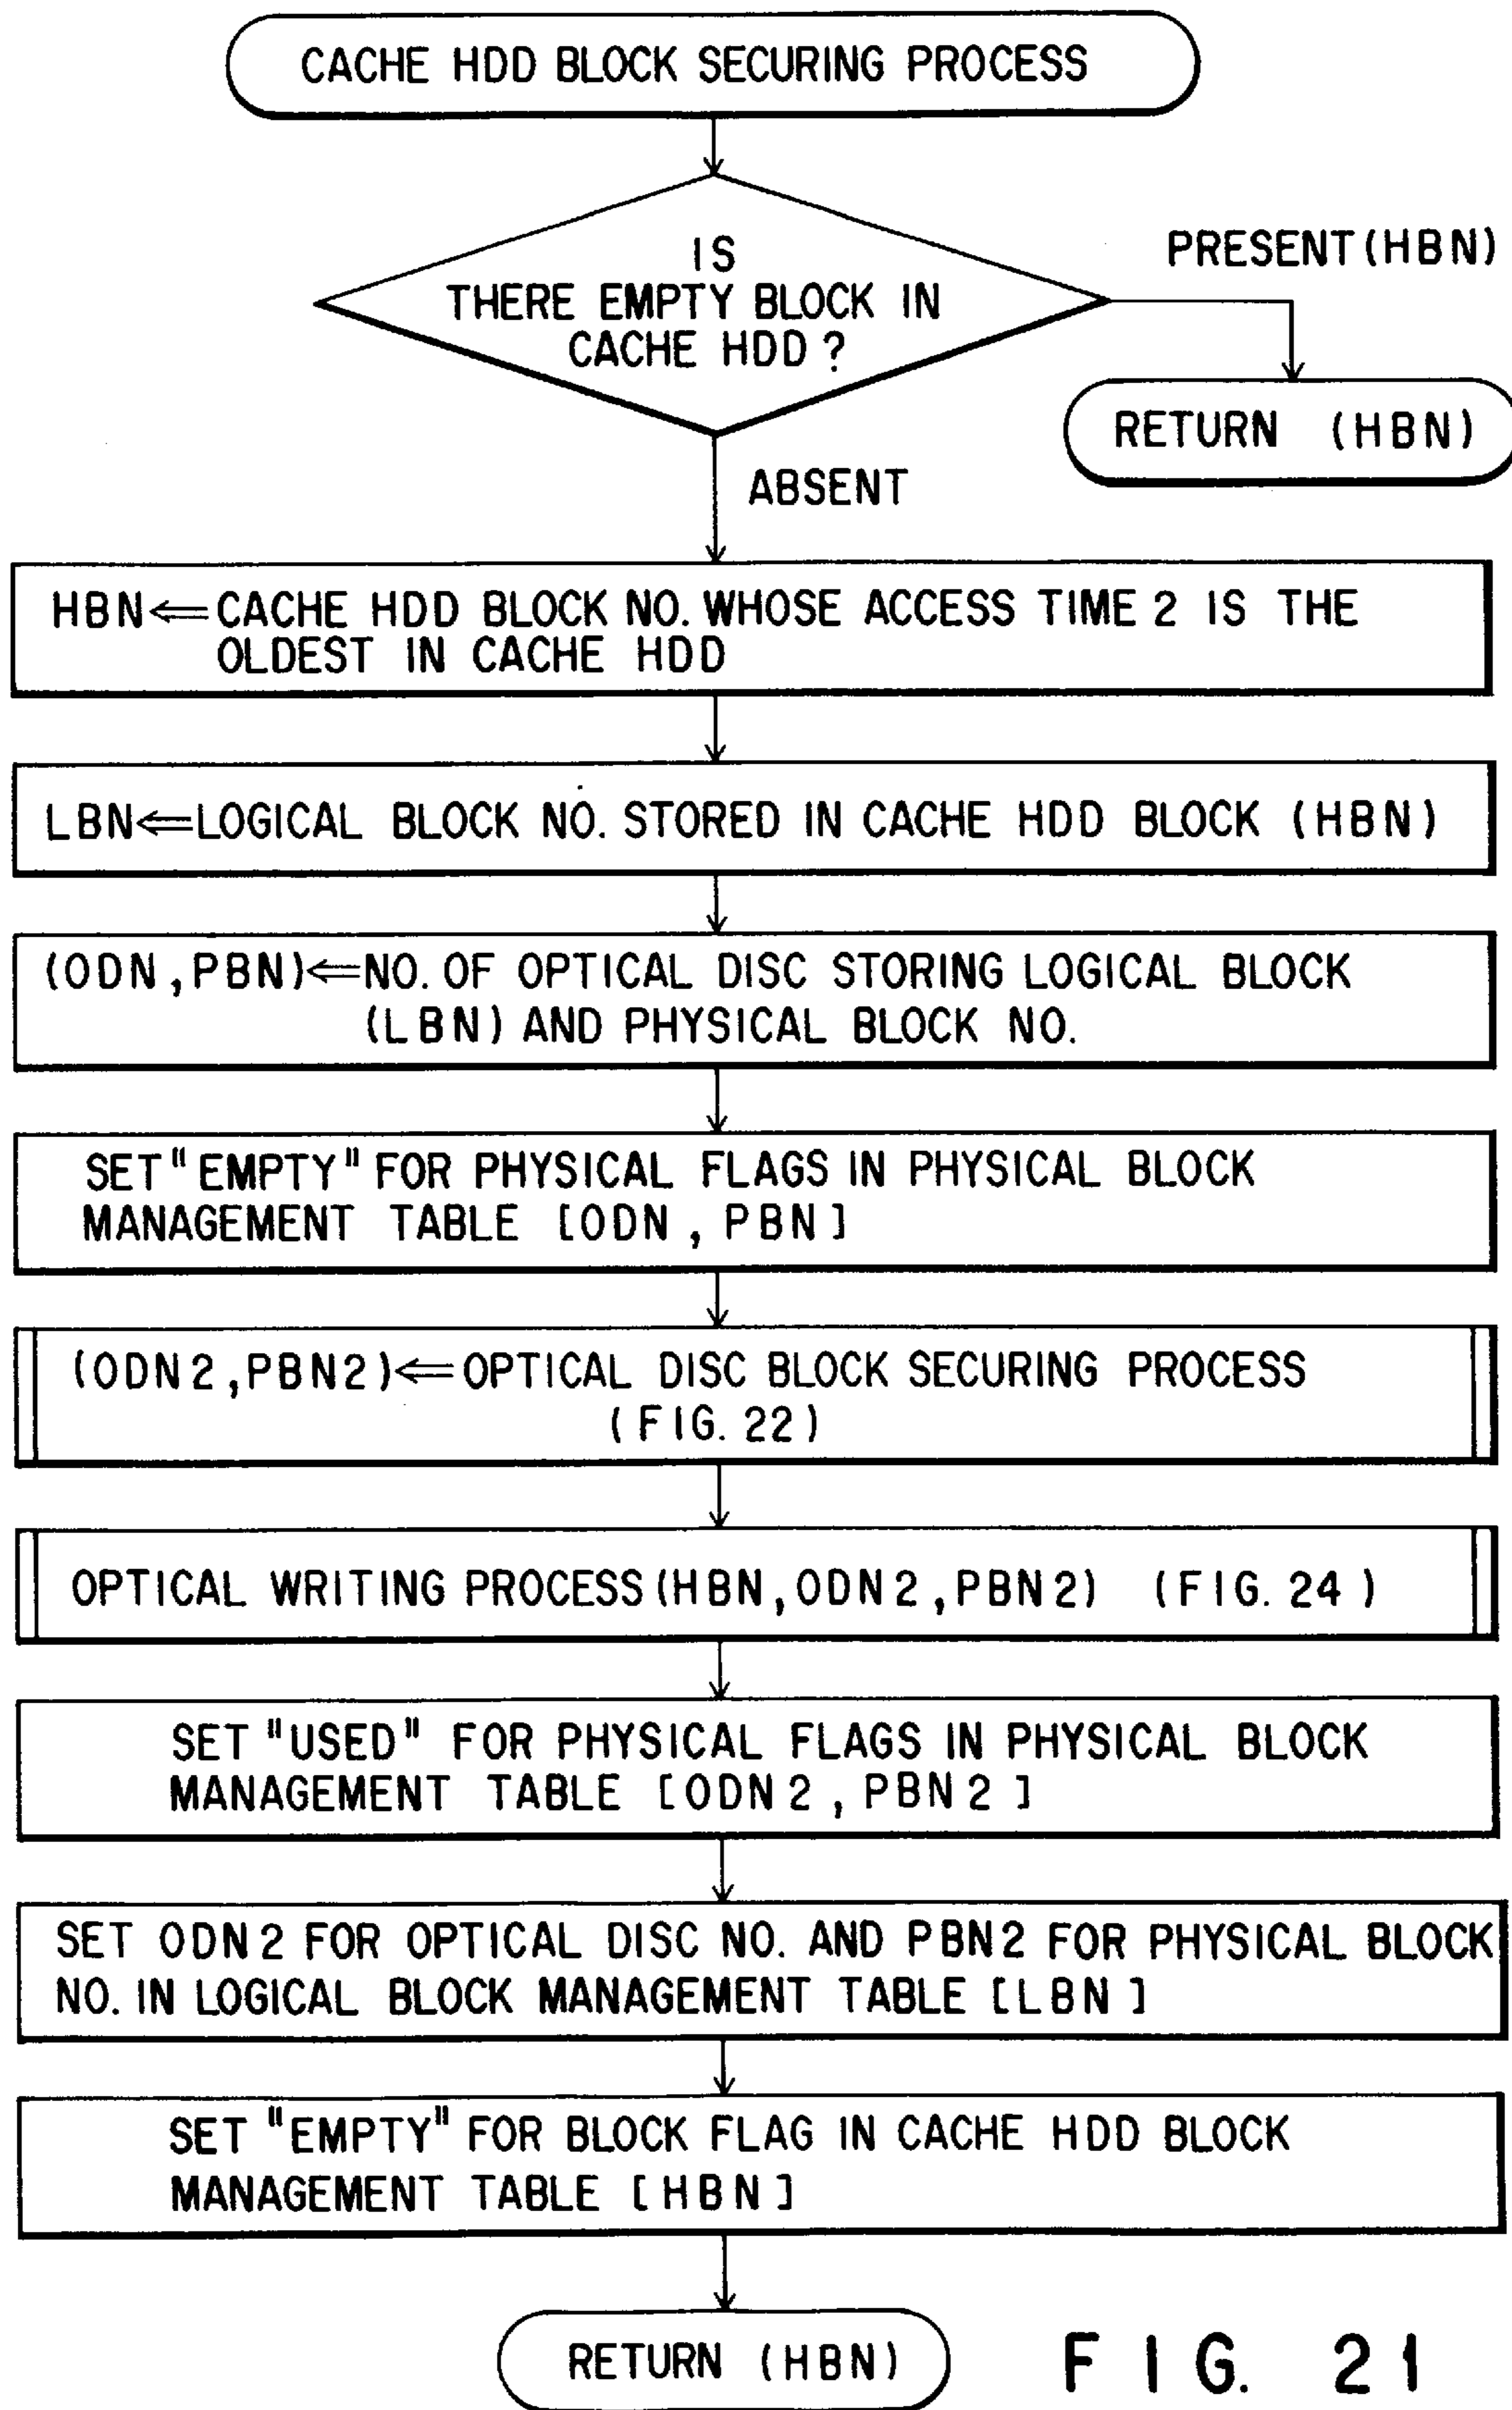 CACHE HDD BLOCK SECURING PROCESS
IS
THERE EMPTY BLOCK IN
CACHE HDD ?
PRESENT (HBN)
RETURN (HBN)
ABSENT
HBN⇐CACHE HDD BLOCK NO. WHOSE ACCESS TIME 2 IS THE
OLDEST IN CACHE HDD
LBN⇐LOGICAL BLOCK NO. STORED IN CACHE HDD BLOCK (HBN)
(ODN, PBN)⇐NO. OF OPTICAL DISC STORING LOGICAL BLOCK
(LBN) AND PHYSICAL BLOCK NO.
SET "EMPTY" FOR PHYSICAL FLAGS IN PHYSICAL BLOCK
MANAGEMENT TABLE [ODN, PBN]
(ODN2, PBN2)⇐OPTICAL DISC BLOCK SECURING PROCESS
(FIG. 22)
OPTICAL WRITING PROCESS (HBN, ODN2, PBN2) (FIG. 24)
SET "USED" FOR PHYSICAL FLAGS IN PHYSICAL BLOCK
MANAGEMENT TABLE [ODN2, PBN2]
SET ODN2 FOR OPTICAL DISC NO. AND PBN2 FOR PHYSICAL BLOCK
NO. IN LOGICAL BLOCK MANAGEMENT TABLE [LBN]
SET "EMPTY" FOR BLOCK FLAG IN CACHE HDD BLOCK
MANAGEMENT TABLE [HBN]
RETURN (HBN)
FIG. 21